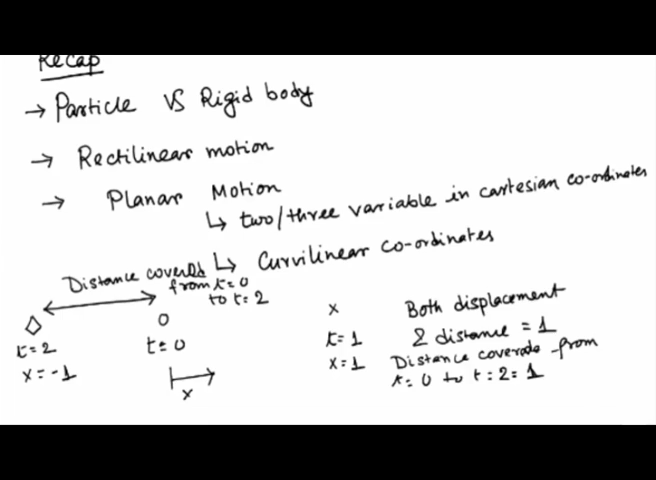 Recap
→ Particle VS Rigid body
→ Rectilinear motion
→ Planar Motion
↳ two/three variable in cartesian co-ordinates
↳ Curvilinear co-ordinates
Distance covered
from t=0
to t=2
◇
t=2
x=-1
0
t=0
x
x
t=1
x=1
Both displacement
2 distance = 1
Distance coverade from
t=0 to t:2=1